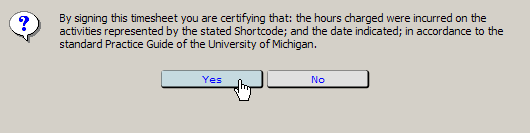 ?
By signing this timesheet you are certifying that: the hours charged were incurred on the
activities represented by the stated Shortcode; and the date indicated; in accordance to the
standard Practice Guide of the University of Michigan.
Yes No